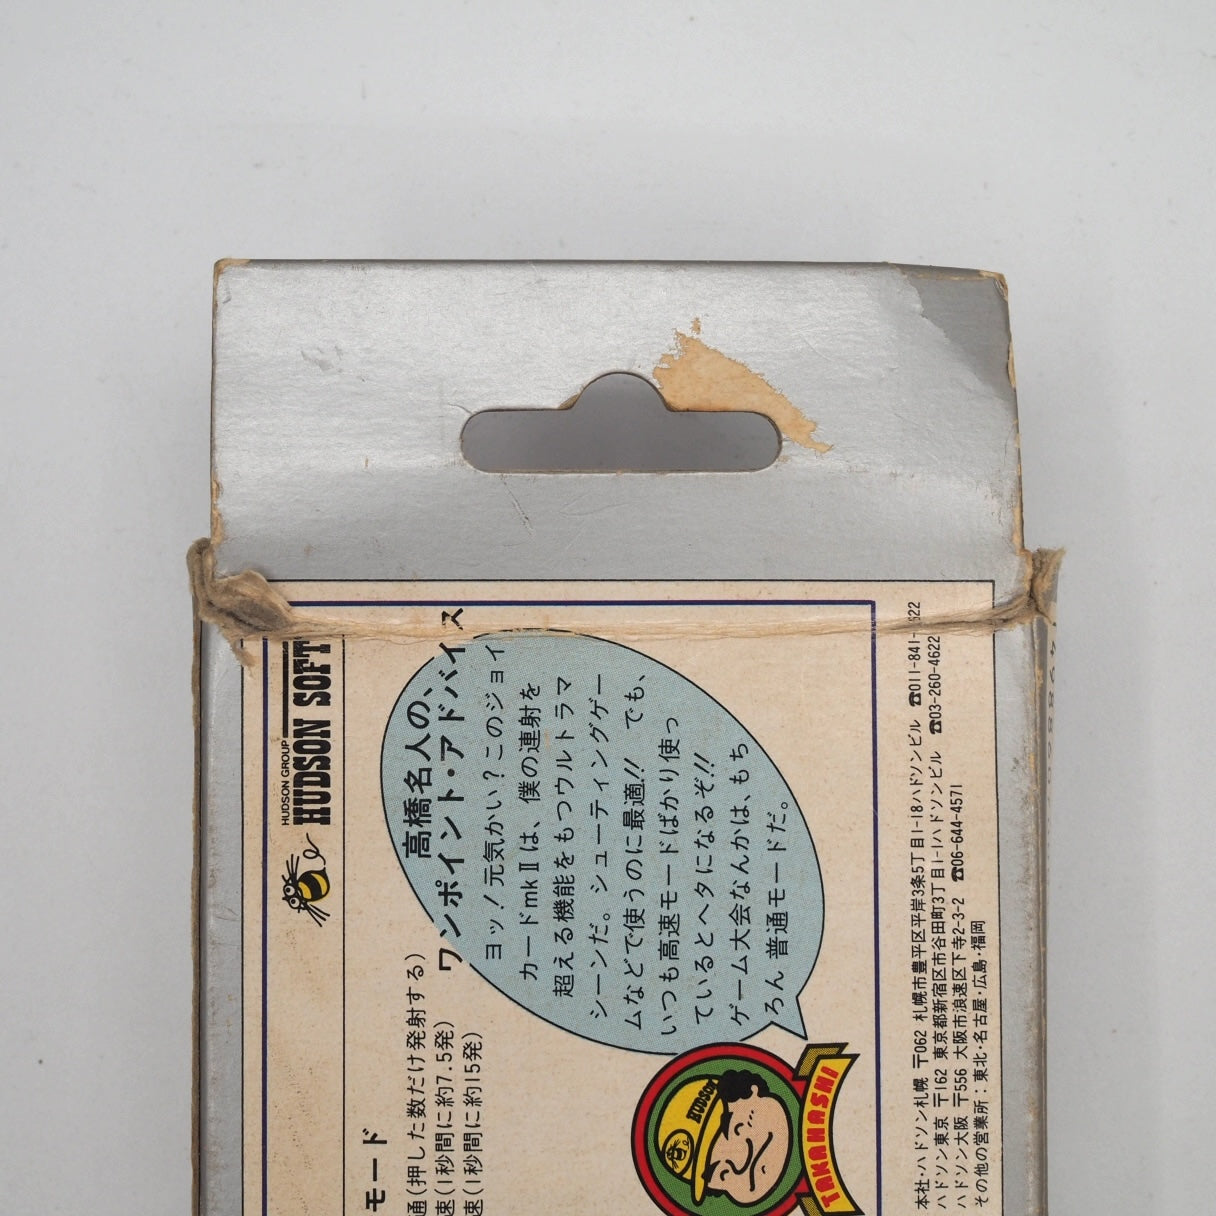 HUDSON GROUP
HUDSON SOFT
モード
通(押した数だけ発射する)
速(1秒間に約7.5発)
速(1秒間に約15発)
高橋名人の、
ワンポイント・アドバイス
ヨッ!元気かい?このジョイ
カードmkⅡは、僕の連射を
超える機能をもつウルトラマ
シーンだ。シューティングゲー
ムなどで使うのに最適!! でも、
いつも高速モードばかり使っ
ているとヘタになるぞ!!
ゲーム大会なんかは、もち
ろん 普通モードだ。
HUDSON
TAKAHASHI
本社・ハドソン札幌 〒062 札幌市豊平区平岸3条5丁目1-18ハドソンビル ☎011-841- 622
ハドソン東京 〒162 東京都新宿区市谷田町3丁目1-1ハドソンビル ☎03-260-4622
ハドソン大阪 〒556 大阪市浪速区下寺2-3-2 ☎06-644-4571
その他の営業所：東北・名古屋・広島・福岡